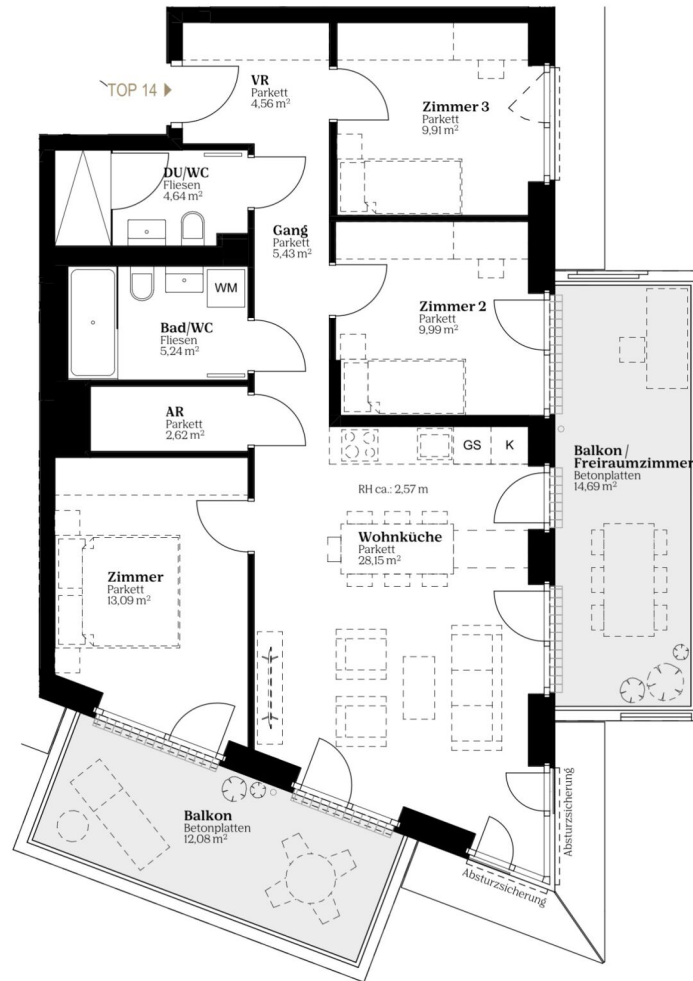 TOP 14
VR
Parkett
4,56 m²
Zimmer 3
Parkett
9,91 m²
DU/WC
Fliesen
4,64 m²
Gang
Parkett
5,43 m²
WM
Bad/WC
Fliesen
5,24 m²
Zimmer 2
Parkett
9,99 m²
AR
Parkett
2,62 m²
GS
K
Balkon/
Freiraumzimmer
Betonplatten
14,69 m²
RH ca.: 2,57 m
Wohnküche
Parkett
28,15 m²
Zimmer
Parkett
13,09 m²
Balkon
Betonplatten
12,08 m²
Absturzsicherung
Absturzsicherung